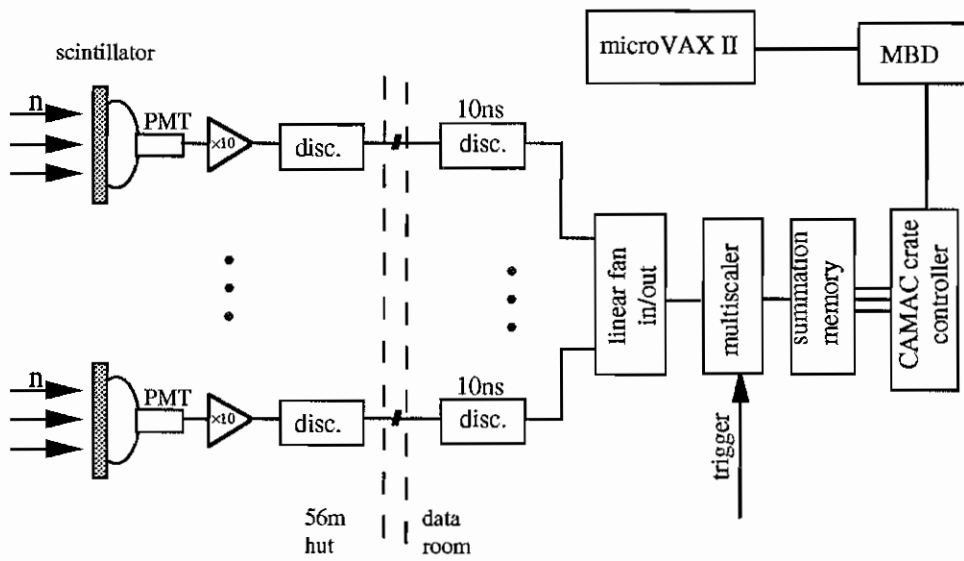 microVAX II
MBD
scintillator
n
PMT
×10
disc.
10ns
disc.
linear fan
in/out
multiscaler
summation
memory
CAMAC crate
controller
n
PMT
×10
disc.
10ns
disc.
trigger
56m
hut
data
room